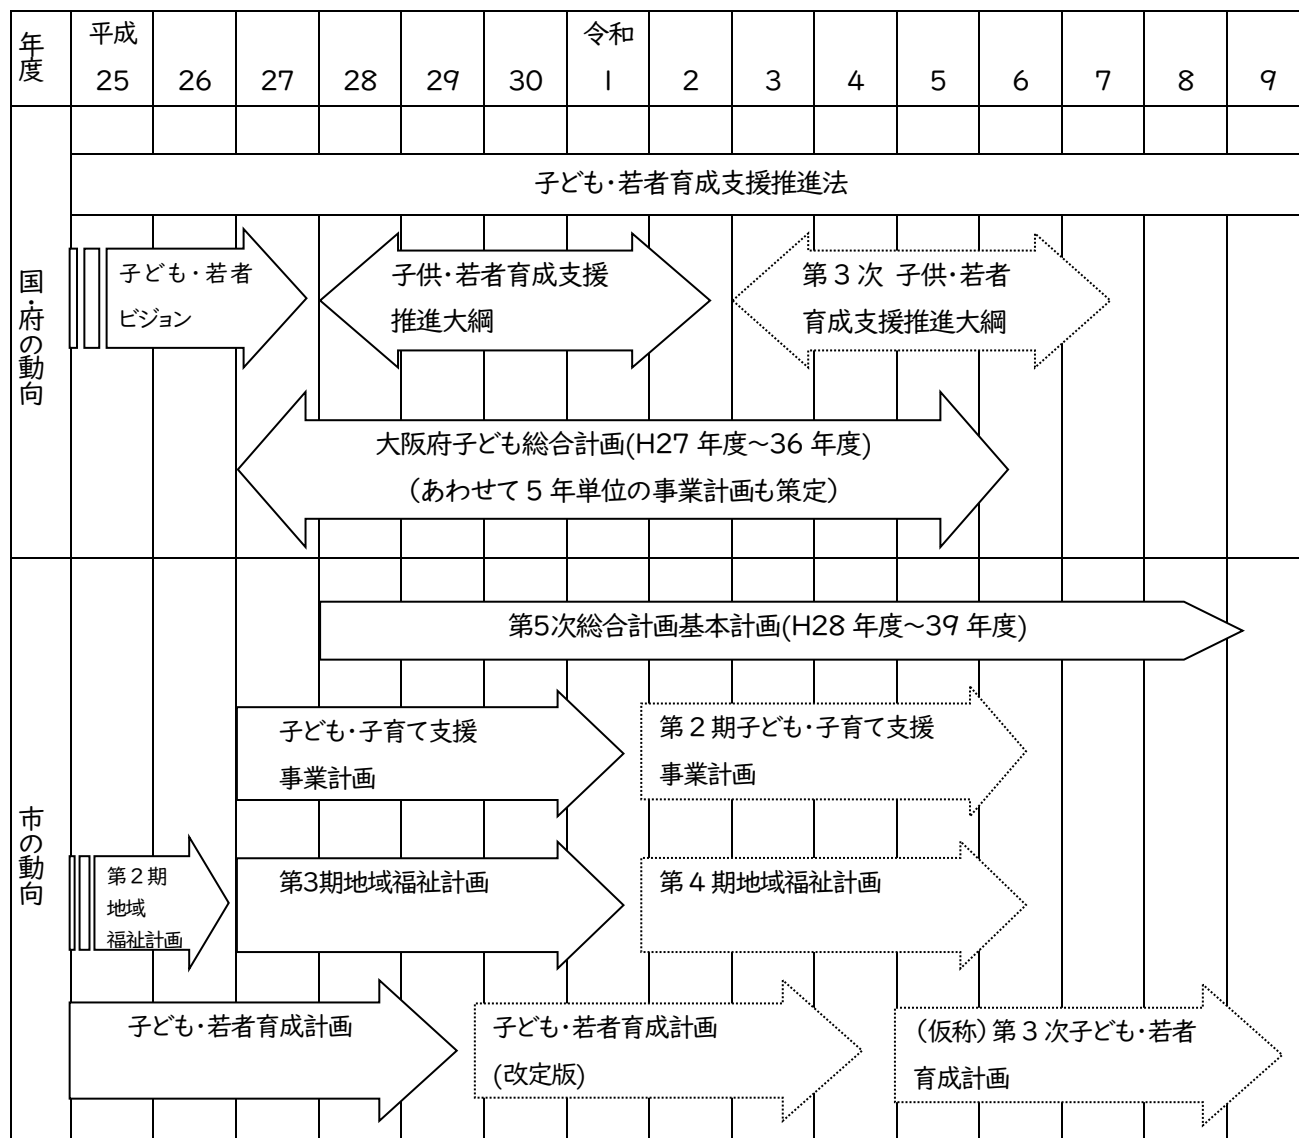 年度
平成
令和
25 26 27 28 29 30 1 2 3 4 5 6 7 8 9
国・府の動向
子ども・若者育成支援推進法
子ども・若者
ビジョン
子供・若者育成支援
推進大綱
第3次 子供・若者
育成支援推進大綱
大阪府子ども総合計画(H27年度～36年度)
(あわせて5年単位の事業計画も策定)
市の動向
第5次総合計画基本計画(H28年度～39年度)
子ども・子育て支援
事業計画
第2期子ども・子育て支援
事業計画
第2期
地域
福祉計画
第3期地域福祉計画
第4期地域福祉計画
子ども・若者育成計画
子ども・若者育成計画
(改定版)
(仮称)第3次子ども・若者
育成計画